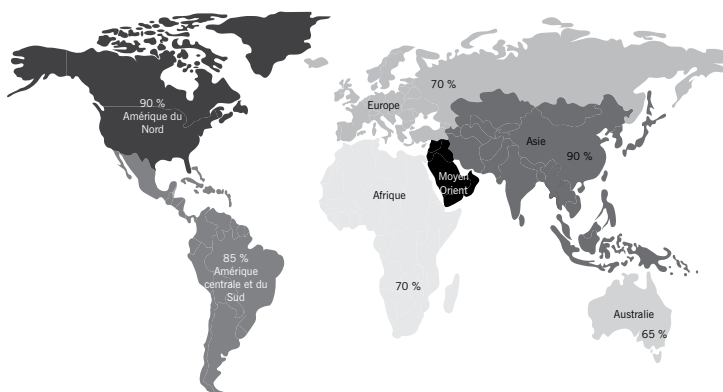 90 %
Amérique du
Nord
85 %
Amérique
centrale et du
Sud
70 %
Europe
Asie
90 %
Moyen
Orient
Afrique
70 %
Australie
65 %